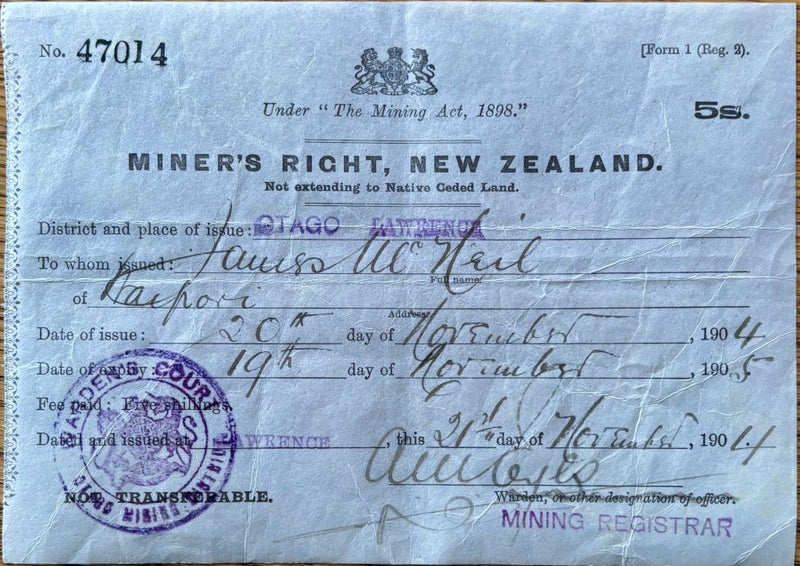 No. 47014
[Form 1 (Reg. 2).
Under "The Mining Act, 1898."
5s.
MINER'S RIGHT, NEW ZEALAND.
Not extending to Native Ceded Land.
District and place of issue: OTAGO LAWRENCE
To whom issued: James McNeil
Full name.
of Waipori
Address.
Date of issue: 20th day of November, 1904
Date of expiry: 19th day of November, 1905
Fee paid: Five shillings.
Dated and issued at LAWRENCE, this 21st day of November, 1904
Warden, or other designation of officer.
NOT TRANSFERABLE.
MINING REGISTRAR
WARDEN'S COURT